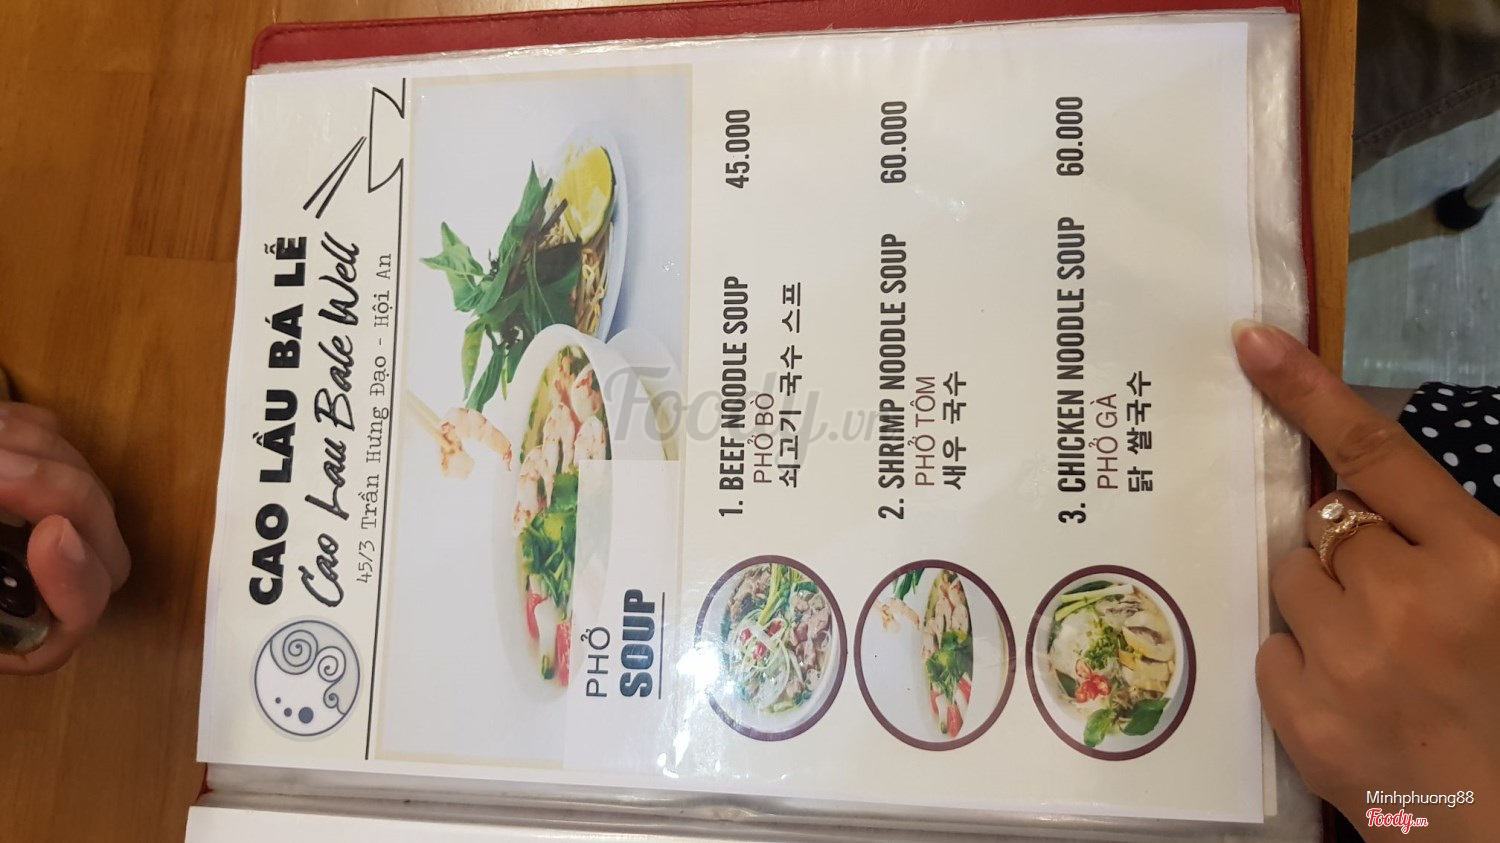 CAO LẦU BÁ LỄ
Cao Lau Bale Well
45/3 Trần Hưng Đạo - Hội An
PHỞ
SOUP
1. BEEF NOODLE SOUP 45.000
PHỞ BÒ
쇠고기 국수 스프
2. SHRIMP NOODLE SOUP 60.000
PHỞ TÔM
새우 국수
3. CHICKEN NOODLE SOUP 60.000
PHỞ GÀ
닭 쌀국수
Foody.vn
Minhphuong88
Foody.vn